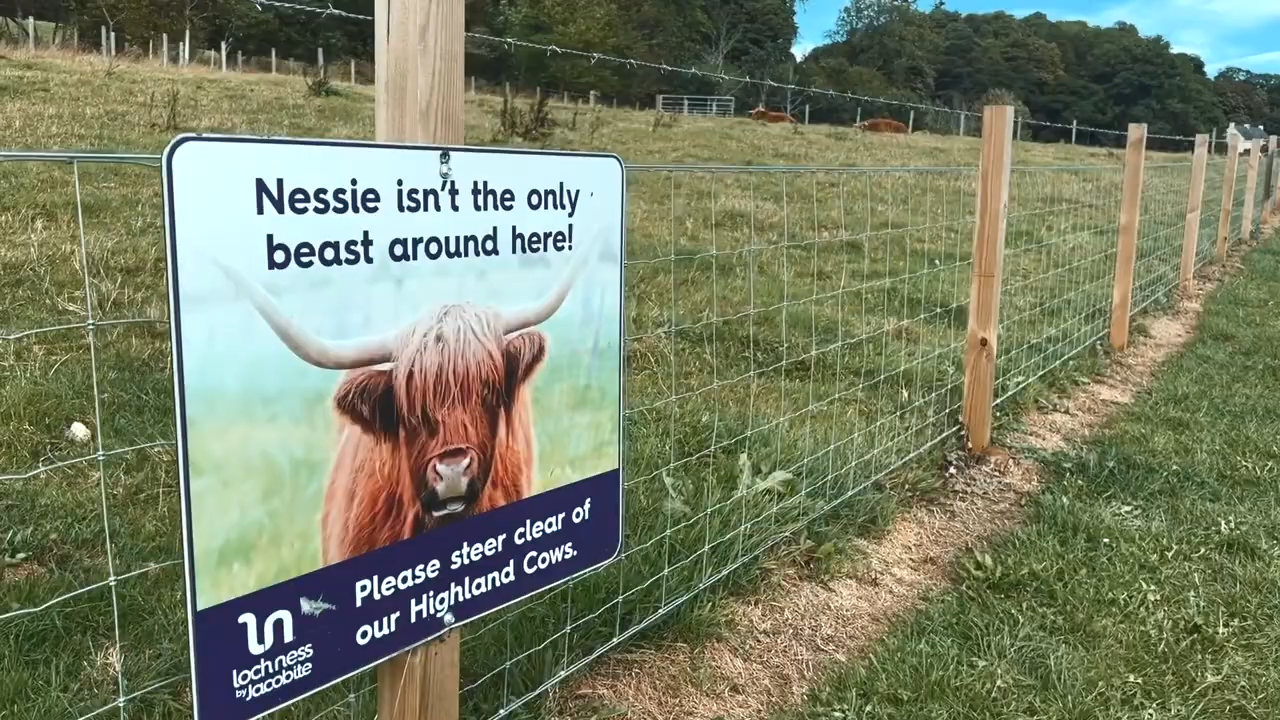 Nessie isn't the only
beast around here!
Please steer clear of
our Highland Cows.
loch ness
by Jacobite